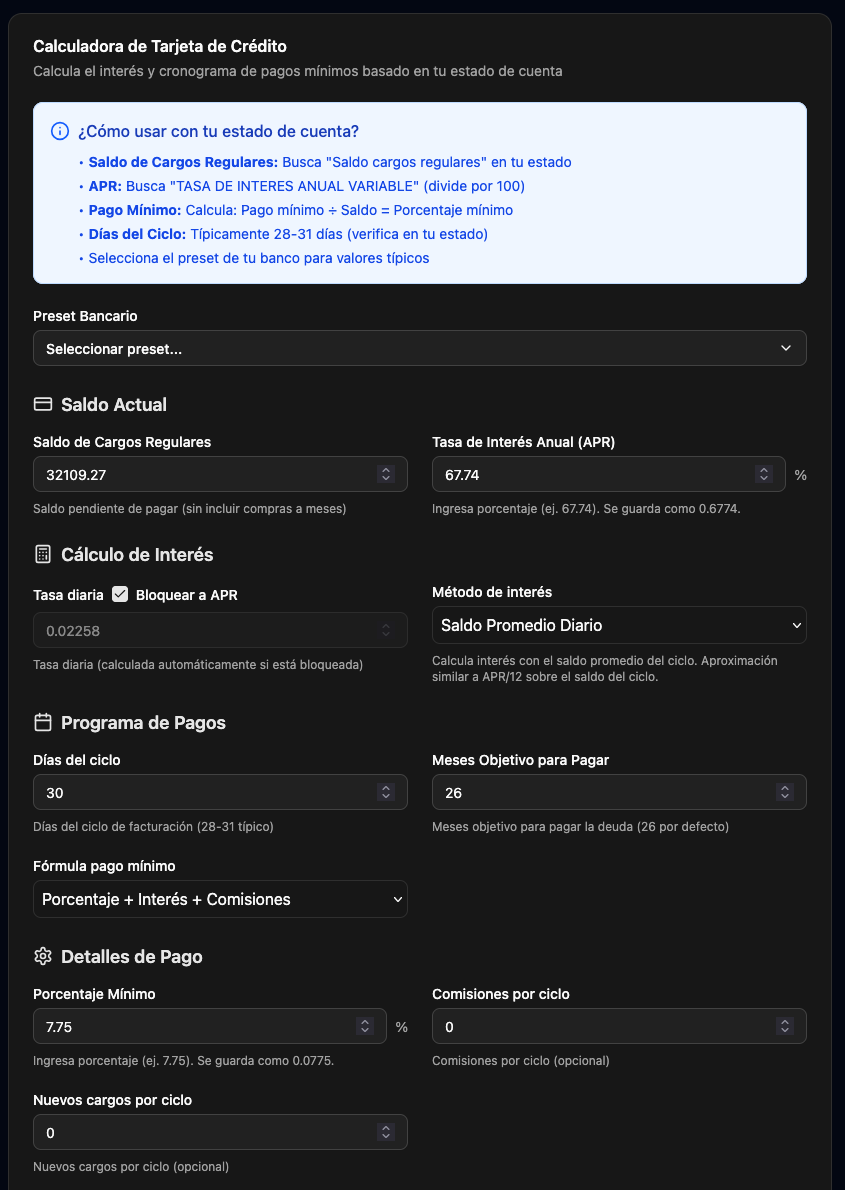 Calculadora de Tarjeta de Crédito
Calcula el interés y cronograma de pagos mínimos basado en tu estado de cuenta
¿Cómo usar con tu estado de cuenta?
• Saldo de Cargos Regulares: Busca "Saldo cargos regulares" en tu estado
• APR: Busca "TASA DE INTERES ANUAL VARIABLE" (divide por 100)
• Pago Mínimo: Calcula: Pago mínimo ÷ Saldo = Porcentaje mínimo
• Días del Ciclo: Típicamente 28-31 días (verifica en tu estado)
• Selecciona el preset de tu banco para valores típicos
Preset Bancario
Seleccionar preset...
Saldo Actual
Saldo de Cargos Regulares
32109.27
Saldo pendiente de pagar (sin incluir compras a meses)
Tasa de Interés Anual (APR)
67.74 %
Ingresa porcentaje (ej. 67.74). Se guarda como 0.6774.
Cálculo de Interés
Tasa diaria Bloquear a APR
0.02258
Tasa diaria (calculada automáticamente si está bloqueada)
Método de interés
Saldo Promedio Diario
Calcula interés con el saldo promedio del ciclo. Aproximación
similar a APR/12 sobre el saldo del ciclo.
Programa de Pagos
Días del ciclo
30
Días del ciclo de facturación (28-31 típico)
Meses Objetivo para Pagar
26
Meses objetivo para pagar la deuda (26 por defecto)
Fórmula pago mínimo
Porcentaje + Interés + Comisiones
Detalles de Pago
Porcentaje Mínimo
7.75 %
Ingresa porcentaje (ej. 7.75). Se guarda como 0.0775.
Comisiones por ciclo
0
Comisiones por ciclo (opcional)
Nuevos cargos por ciclo
0
Nuevos cargos por ciclo (opcional)